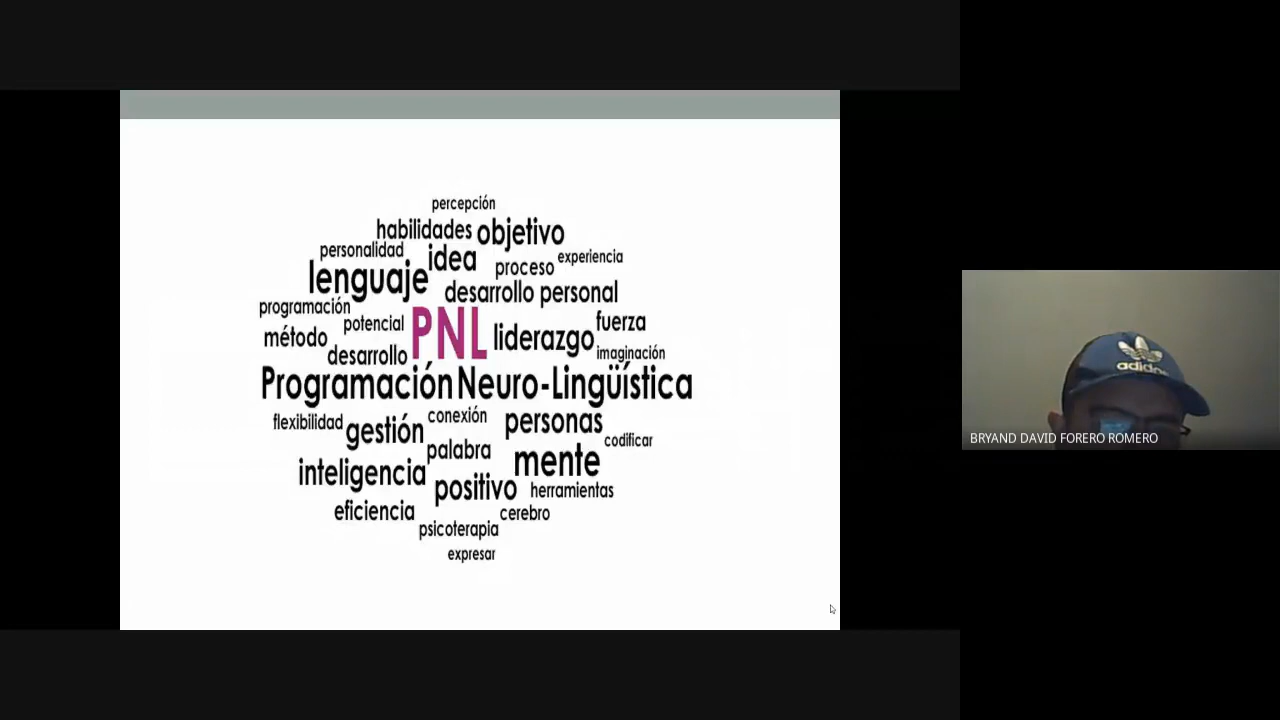 percepción
habilidades objetivo
personalidad idea proceso experiencia
lenguaje desarrollo personal
programación potencial PNL liderazgo fuerza
método desarrollo imaginación
Programación Neuro-Lingüística
flexibilidad gestión conexión personas codificar
palabra
inteligencia mente
positivo herramientas
eficiencia cerebro
psicoterapia
expresar
adidas
BRYAND DAVID FORERO ROMERO